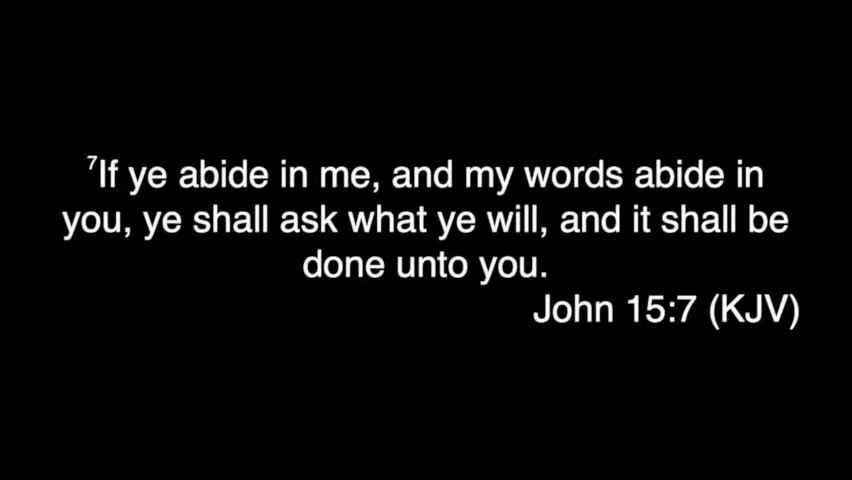 ⁷If ye abide in me, and my words abide in
you, ye shall ask what ye will, and it shall be
done unto you.
John 15:7 (KJV)